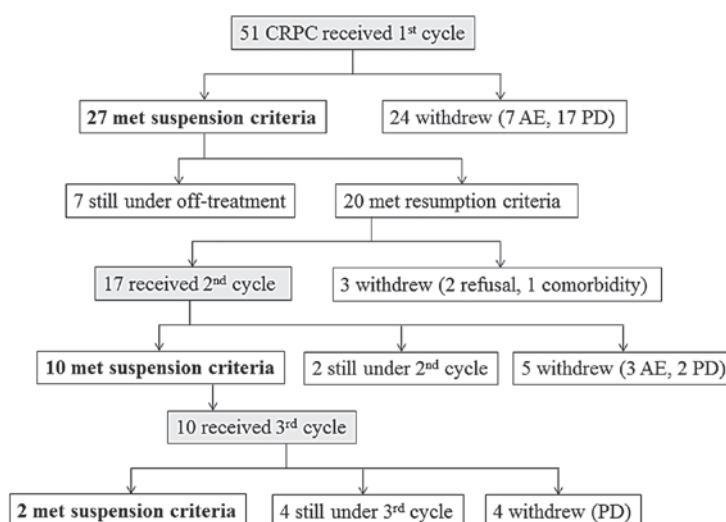 51 CRPC received 1st cycle
27 met suspension criteria
24 withdrew (7 AE, 17 PD)
7 still under off-treatment
20 met resumption criteria
17 received 2nd cycle
3 withdrew (2 refusal, 1 comorbidity)
10 met suspension criteria
2 still under 2nd cycle
5 withdrew (3 AE, 2 PD)
10 received 3rd cycle
2 met suspension criteria
4 still under 3rd cycle
4 withdrew (PD)